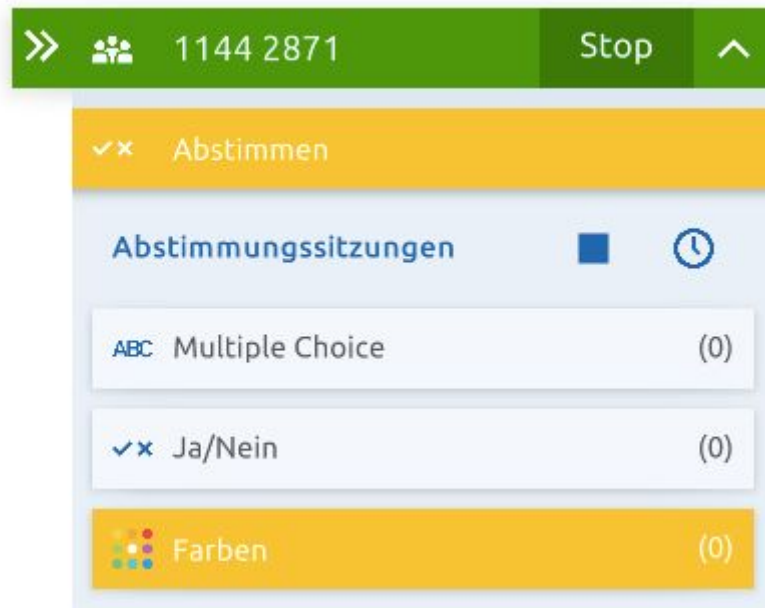 1144 2871 Stop
Abstimmen
Abstimmungssitzungen
ABC Multiple Choice (0)
Ja/Nein (0)
Farben (0)